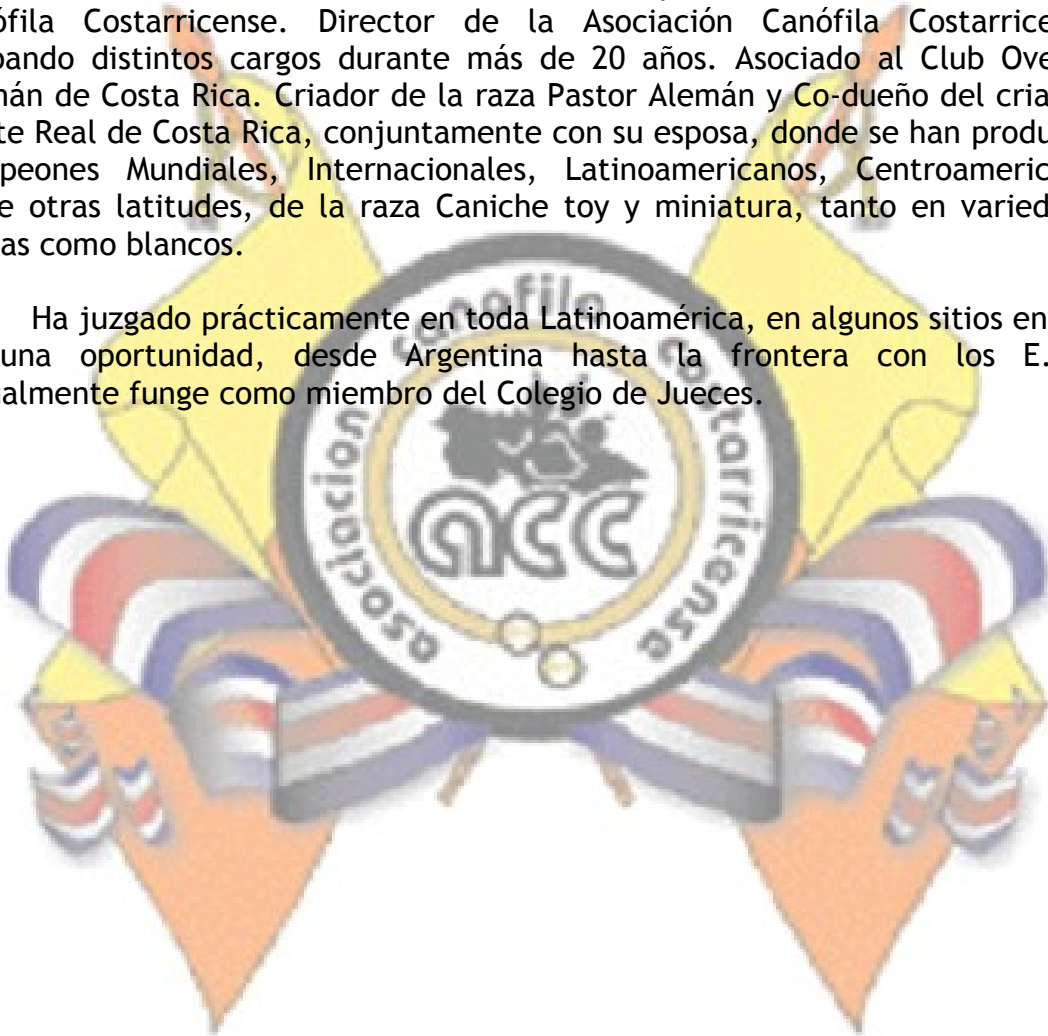 ófila Costarricense. Director de la Asociación Canófila Costarrice
pando distintos cargos durante más de 20 años. Asociado al Club Ove
mán de Costa Rica. Criador de la raza Pastor Alemán y Co-dueño del cria
te Real de Costa Rica, conjuntamente con su esposa, donde se han produ
peones Mundiales, Internacionales, Latinoamericanos, Centroameric
e otras latitudes, de la raza Caniche toy y miniatura, tanto en varied
as como blancos.
Ha juzgado prácticamente en toda Latinoamérica, en algunos sitios en
una oportunidad, desde Argentina hasta la frontera con los E.
ualmente funge como miembro del Colegio de Jueces.
asociacion canofila costarricense
acc